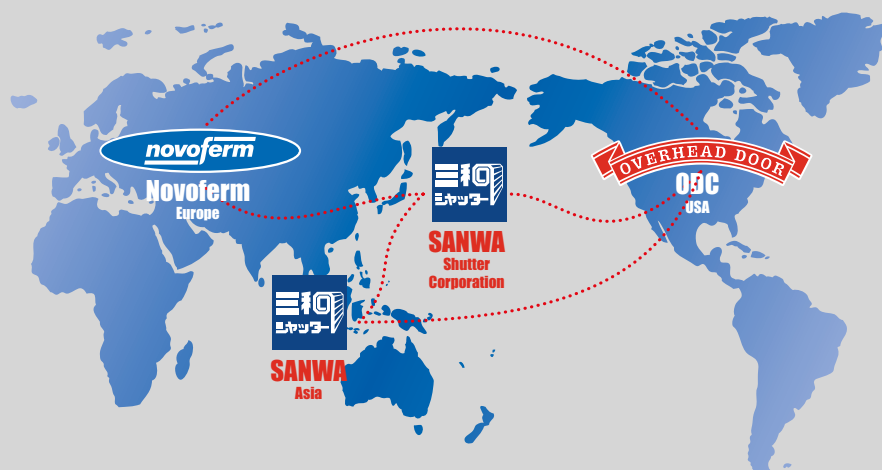 novoferm
Novoferm
Europe
三和
シャッター
SANWA
Shutter
Corporation
OVERHEAD DOOR
ODC
USA
三和
シャッター
SANWA
Asia